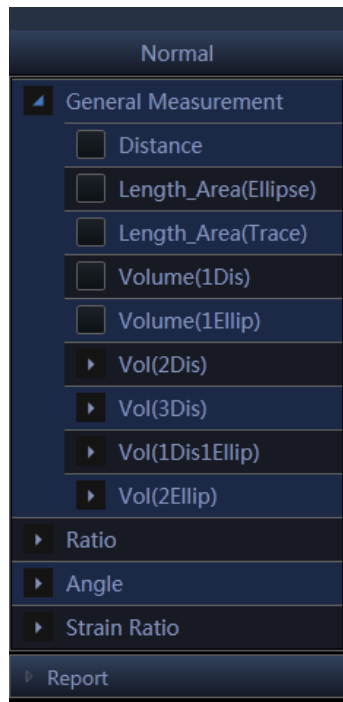 Normal
General Measurement
Distance
Length_Area(Ellipse)
Length_Area(Trace)
Volume(1Dis)
Volume(1Ellip)
Vol(2Dis)
Vol(3Dis)
Vol(1Dis1Ellip)
Vol(2Ellip)
Ratio
Angle
Strain Ratio
Report